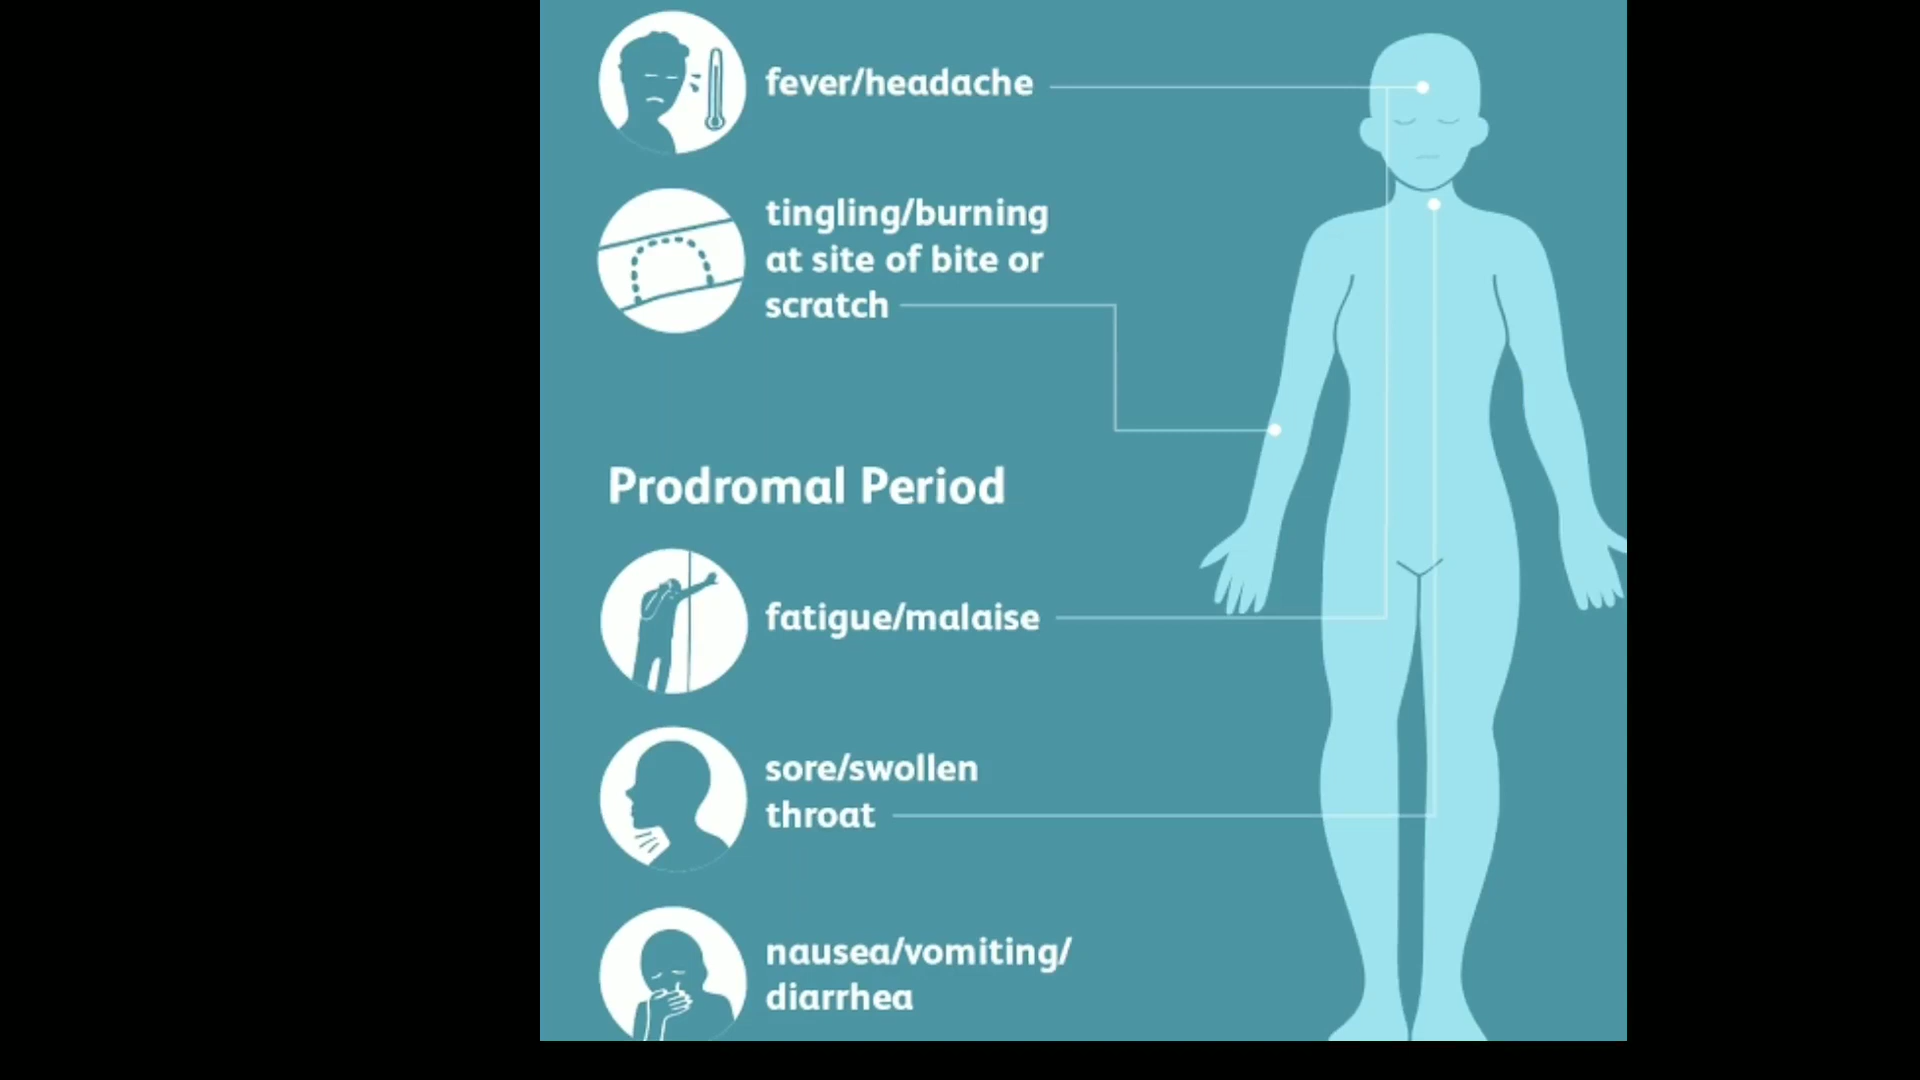 fever/headache
tingling/burning
at site of bite or
scratch
Prodromal Period
fatigue/malaise
sore/swollen
throat
nausea/vomiting/
diarrhea